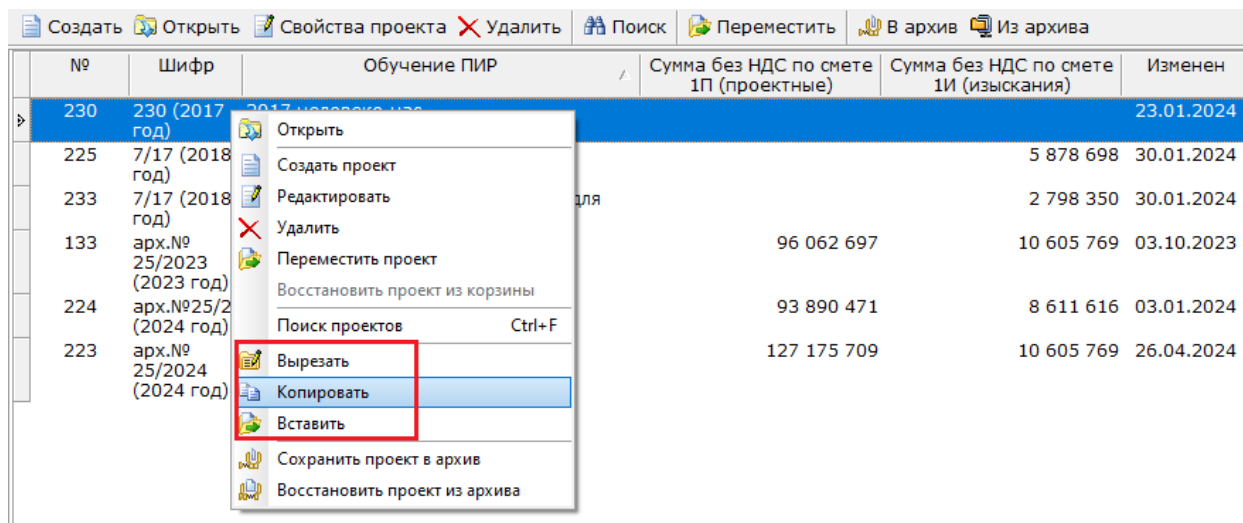 Создать Открыть Свойства проекта Удалить Поиск Переместить В архив Из архива
№ Шифр Обучение ПИР Сумма без НДС по смете 1П (проектные) Сумма без НДС по смете 1И (изыскания) Изменен
230 230 (2017 23.01.2024
год)
225 7/17 (2018 5 878 698 30.01.2024
год)
233 7/17 (2018 для 2 798 350 30.01.2024
год)
133 арх.№ 96 062 697 10 605 769 03.10.2023
25/2023
(2023 год)
224 арх.№25/2 93 890 471 8 611 616 03.01.2024
(2024 год)
223 арх.№ 127 175 709 10 605 769 26.04.2024
25/2024
(2024 год)
Открыть
Создать проект
Редактировать
Удалить
Переместить проект
Восстановить проект из корзины
Поиск проектов Ctrl+F
Вырезать
Копировать
Вставить
Сохранить проект в архив
Восстановить проект из архива